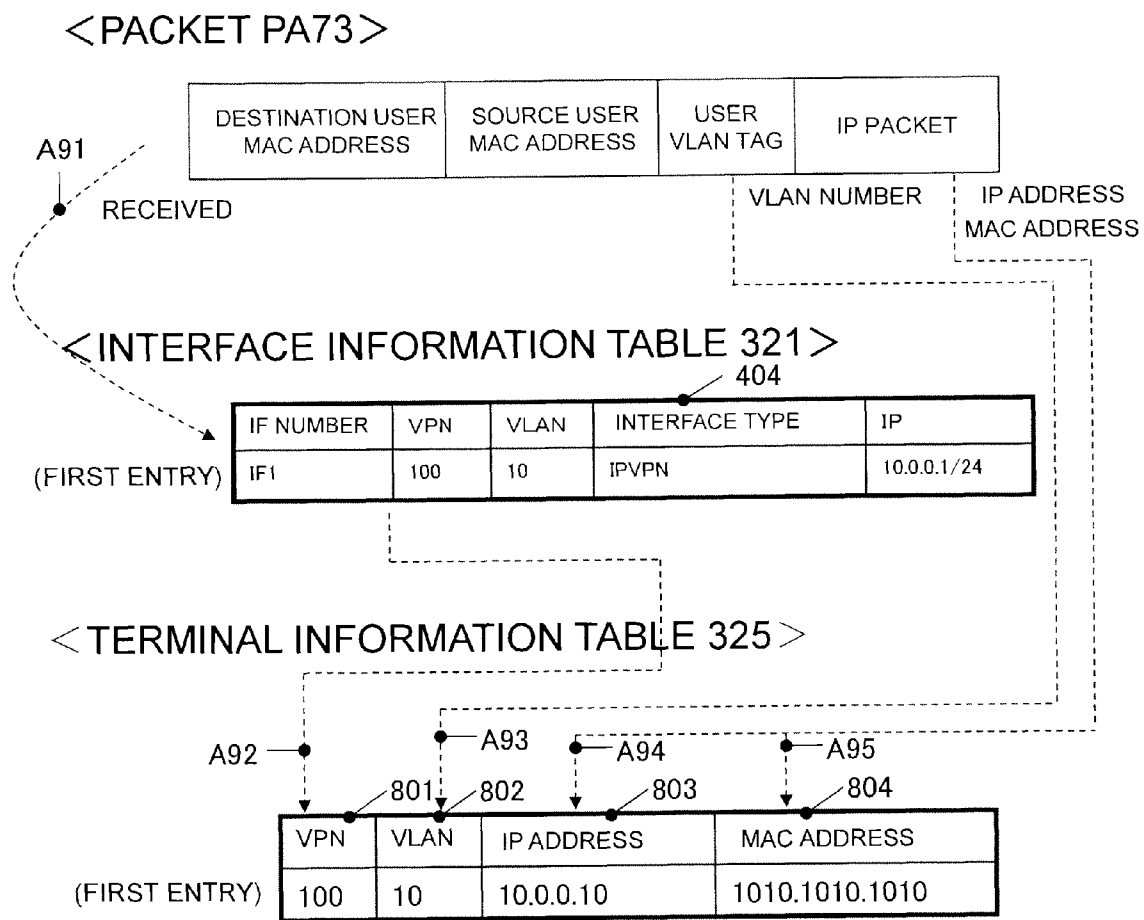 <PACKET PA73>
DESTINATION USER MAC ADDRESS
SOURCE USER MAC ADDRESS
USER VLAN TAG
IP PACKET
A91
RECEIVED
VLAN NUMBER
IP ADDRESS
MAC ADDRESS
<INTERFACE INFORMATION TABLE 321>
404
IF NUMBER VPN VLAN INTERFACE TYPE IP
(FIRST ENTRY) IF1 100 10 IPVPN 10.0.0.1/24
<TERMINAL INFORMATION TABLE 325>
A92 A93 A94 A95
801 802 803 804
VPN VLAN IP ADDRESS MAC ADDRESS
(FIRST ENTRY) 100 10 10.0.0.10 1010.1010.1010